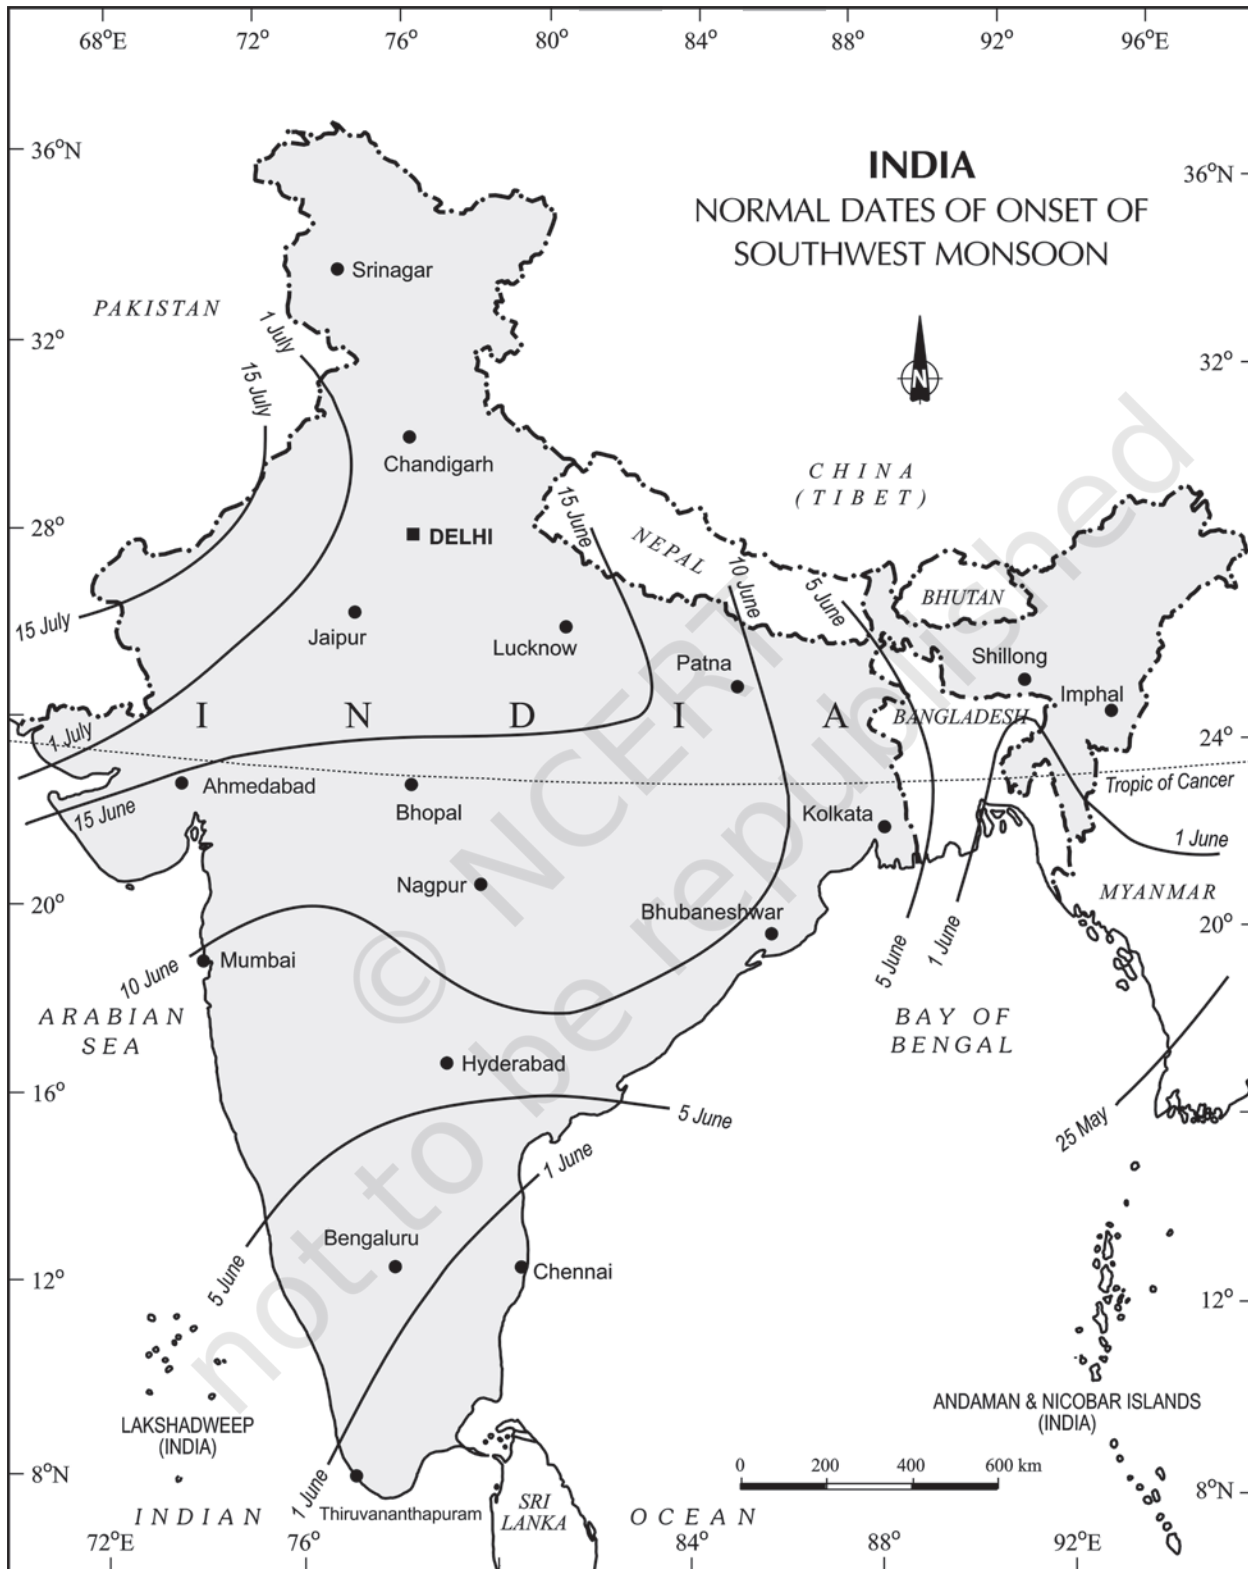 68°E 72° 76° 80° 84° 88° 92° 96°E
INDIA
NORMAL DATES OF ONSET OF
SOUTHWEST MONSOON
36°N
36°N
Srinagar
PAKISTAN
1 July
32°
32°
15 July
N
Chandigarh
CHINA
(TIBET)
28°
DELHI
15 June
NEPAL
10 June
5 June
BHUTAN
15 July
Jaipur
Lucknow
Patna
Shillong
Imphal
I N D I A
BANGLADESH
1 July
24°
Ahmedabad
Bhopal
Tropic of Cancer
15 June
Kolkata
1 June
Nagpur
MYANMAR
20°
20°
Bhubaneshwar
10 June
Mumbai
5 June
1 June
ARABIAN
SEA
BAY OF
BENGAL
Hyderabad
16°
5 June
25 May
1 June
Bengaluru
5 June
Chennai
12°
12°
LAKSHADWEEP
(INDIA)
ANDAMAN & NICOBAR ISLANDS
(INDIA)
8°N
1 June
0 200 400 600 km
8°N
Thiruvananthapuram
SRI
LANKA
INDIAN OCEAN
72°E 76° 84° 88° 92°E
© NCERT
not to be republished